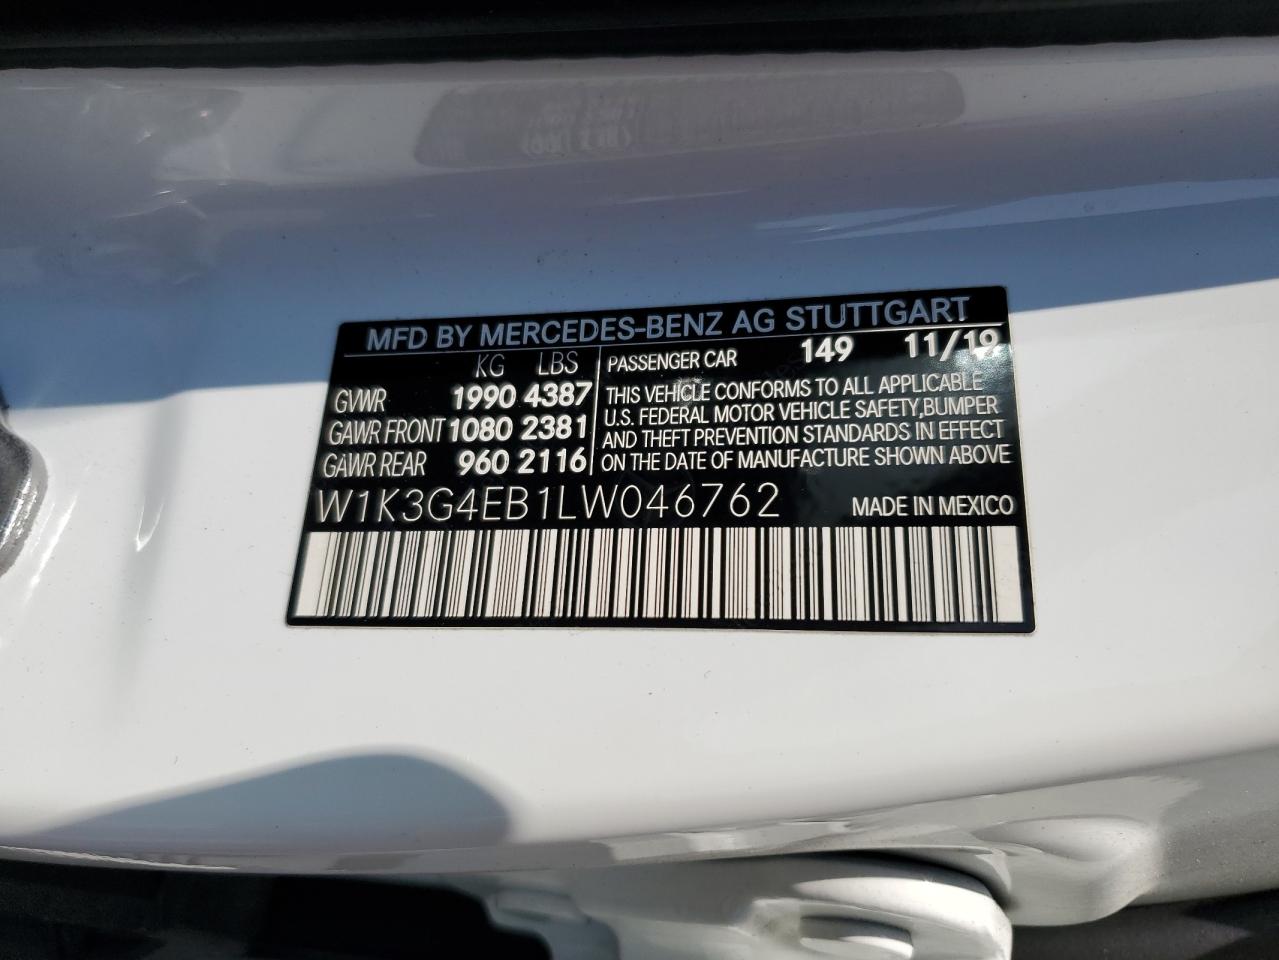 MFD BY MERCEDES-BENZ AG STUTTGART
KG LBS
GVWR 1990 4387
GAWR FRONT 1080 2381
GAWR REAR 960 2116
PASSENGER CAR 149 11/19
THIS VEHICLE CONFORMS TO ALL APPLICABLE
U.S. FEDERAL MOTOR VEHICLE SAFETY,BUMPER
AND THEFT PREVENTION STANDARDS IN EFFECT
ON THE DATE OF MANUFACTURE SHOWN ABOVE
W1K3G4EB1LW046762 MADE IN MEXICO